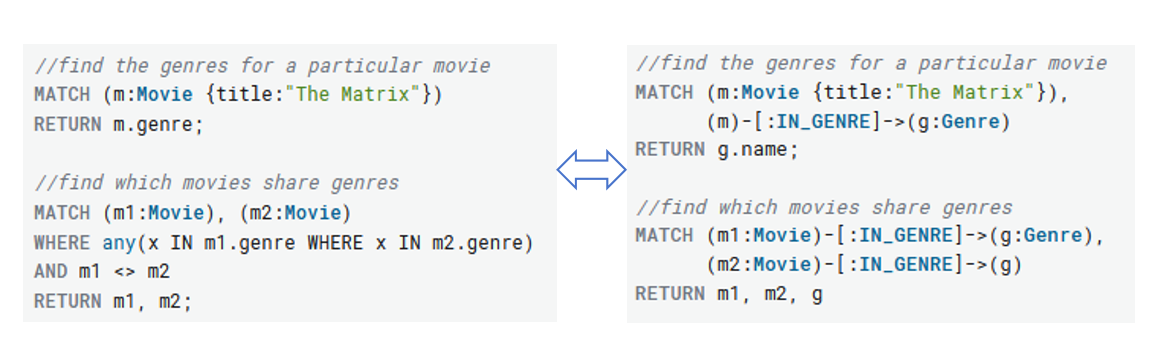 //find the genres for a particular movie
MATCH (m:Movie {title:"The Matrix"})
RETURN m.genre;
//find which movies share genres
MATCH (m1:Movie), (m2:Movie)
WHERE any(x IN m1.genre WHERE x IN m2.genre)
AND m1 <> m2
RETURN m1, m2;
//find the genres for a particular movie
MATCH (m:Movie {title:"The Matrix"}),
(m)-[:IN_GENRE]->(g:Genre)
RETURN g.name;
//find which movies share genres
MATCH (m1:Movie)-[:IN_GENRE]->(g:Genre),
(m2:Movie)-[:IN_GENRE]->(g)
RETURN m1, m2, g